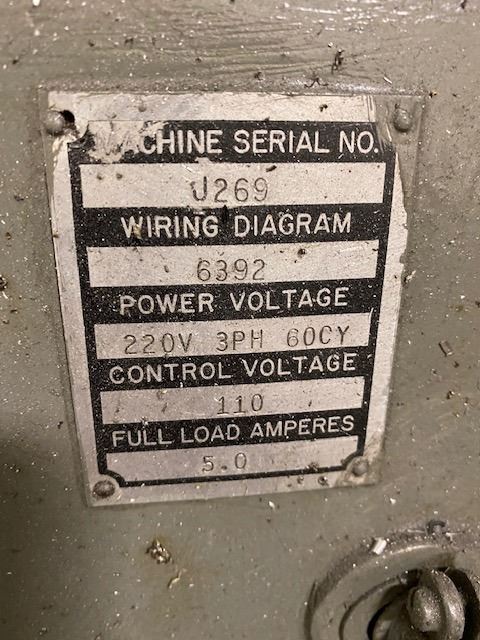 MACHINE SERIAL NO.
J269
WIRING DIAGRAM
6392
POWER VOLTAGE
220V 3PH 60CY
CONTROL VOLTAGE
110
FULL LOAD AMPERES
5.0